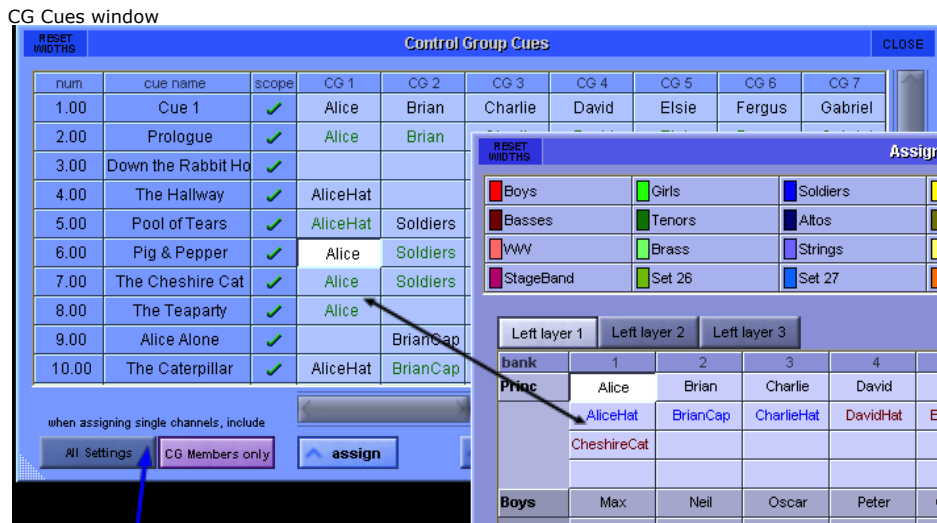 CG Cues window
RESET WIDTHS Control Group Cues CLOSE
num cue name scope CG 1 CG 2 CG 3 CG 4 CG 5 CG 6 CG 7
1.00 Cue 1 Alice Brian Charlie David Elsie Fergus Gabriel
2.00 Prologue Alice Brian
3.00 Down the Rabbit Ho
4.00 The Hallway AliceHat
5.00 Pool of Tears AliceHat Soldiers
6.00 Pig & Pepper Alice Soldiers
7.00 The Cheshire Cat Alice Soldiers
8.00 The Teaparty Alice
9.00 Alice Alone BrianCap
10.00 The Caterpillar AliceHat BrianCap
when assigning single channels, include
All Settings CG Members only assign
RESET WIDTHS Assign
Boys Girls Soldiers
Basses Tenors Altos
WW Brass Strings
StageBand Set 26 Set 27
Left layer 1 Left layer 2 Left layer 3
bank 1 2 3 4
Princ Alice Brian Charlie David
AliceHat BrianCap CharlieHat DavidHat E
CheshireCat
Boys Max Neil Oscar Peter